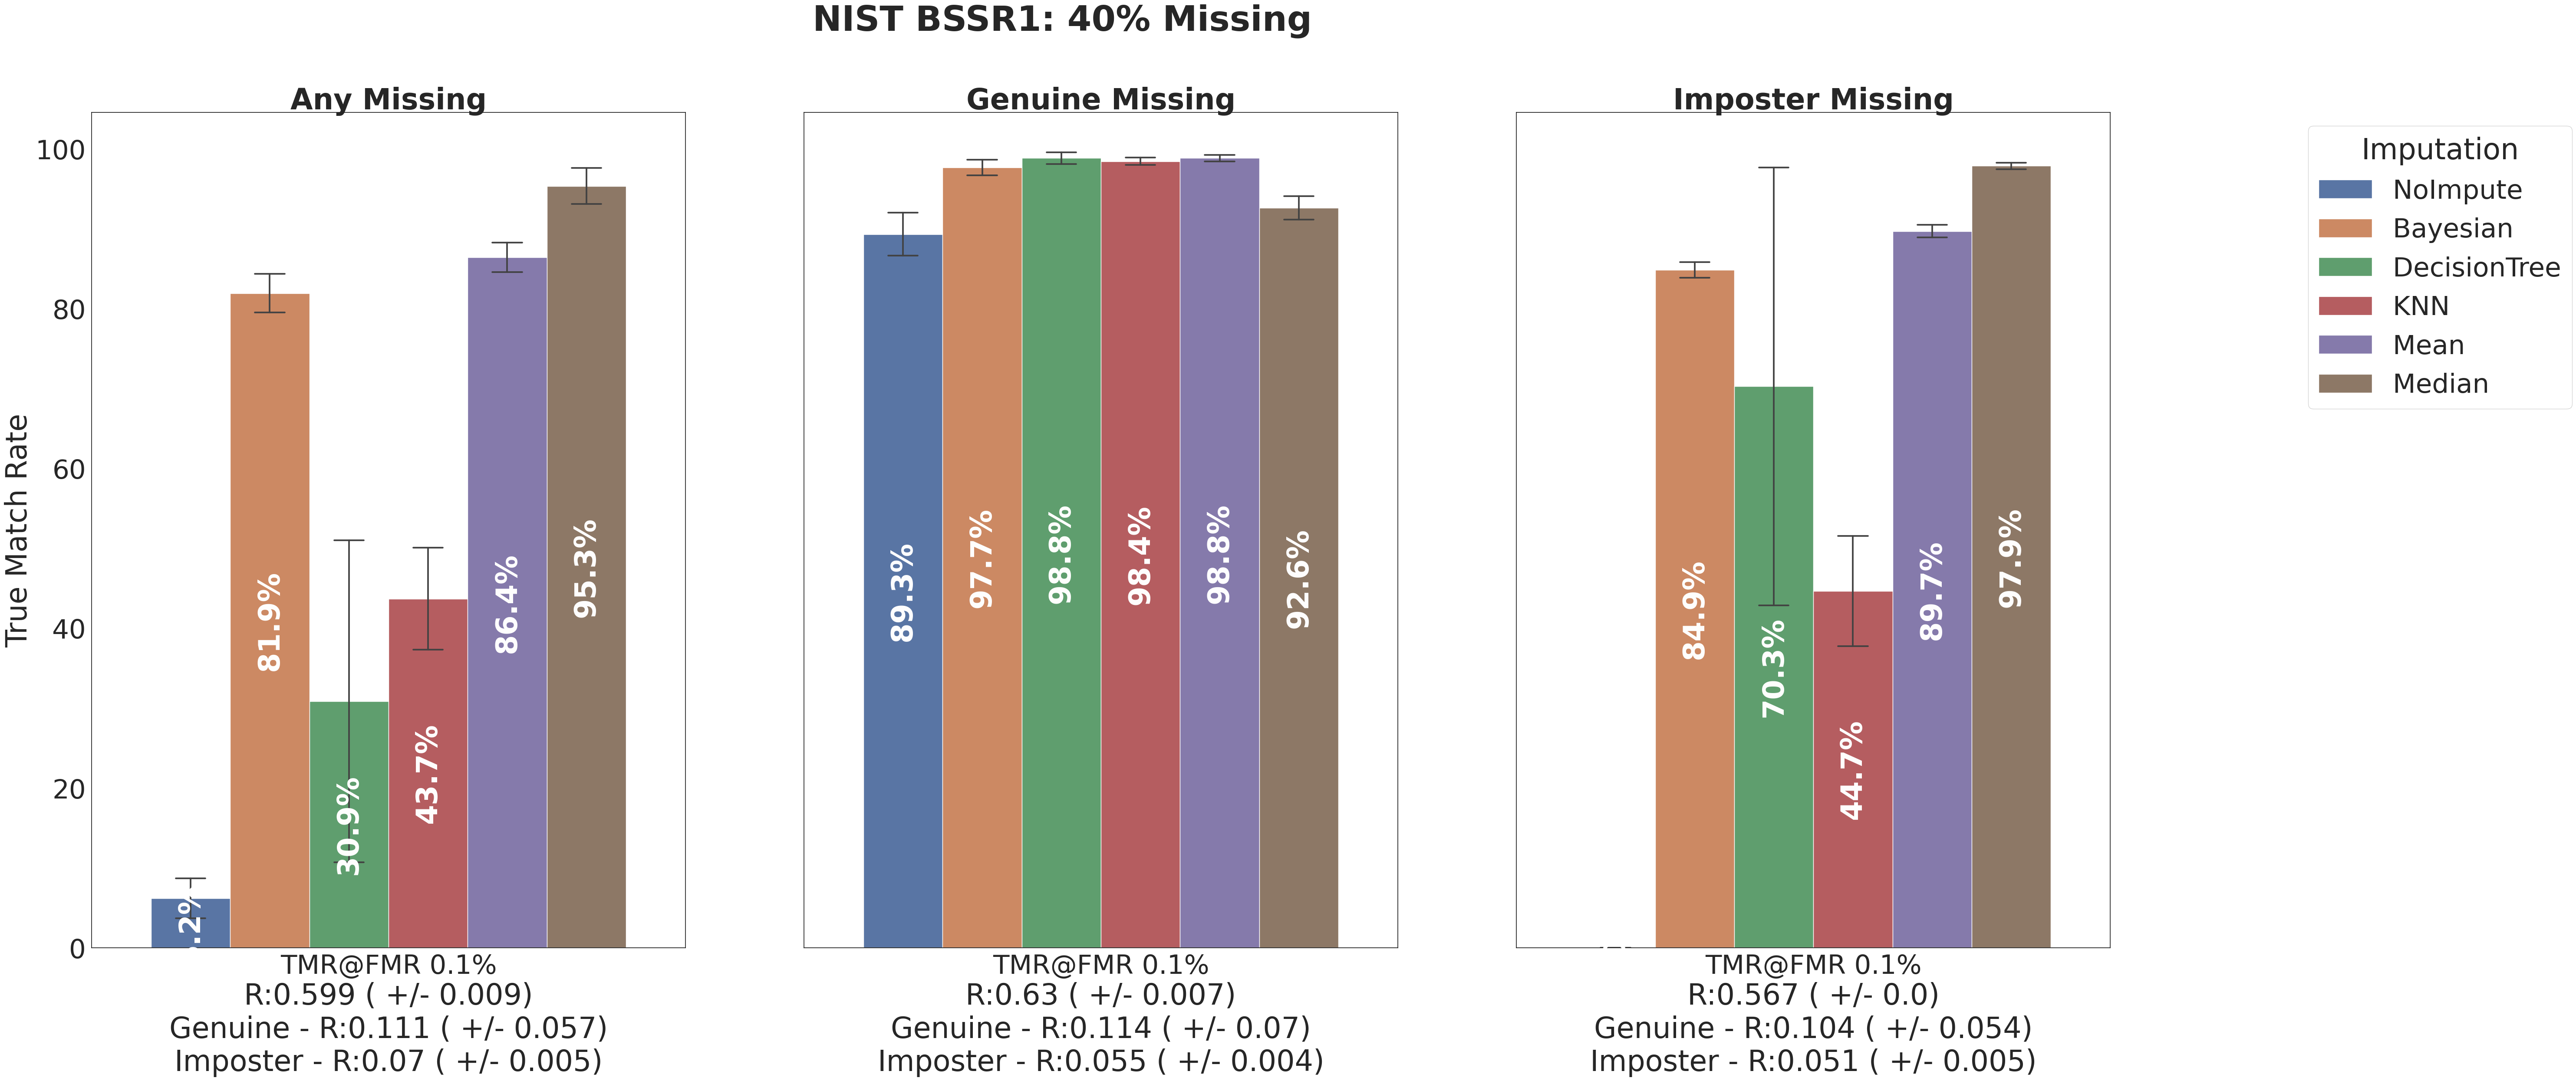 NIST BSSR1: 40% Missing
Any Missing
Genuine Missing
Imposter Missing
True Match Rate
100
80
60
40
20
0
81.9%
30.9%
43.7%
86.4%
95.3%
89.3%
97.7%
98.8%
98.4%
98.8%
92.6%
84.9%
70.3%
44.7%
89.7%
97.9%
TMR@FMR 0.1%
R:0.599 ( +/- 0.009)
Genuine - R:0.111 ( +/- 0.057)
Imposter - R:0.07 ( +/- 0.005)
TMR@FMR 0.1%
R:0.63 ( +/- 0.007)
Genuine - R:0.114 ( +/- 0.07)
Imposter - R:0.055 ( +/- 0.004)
TMR@FMR 0.1%
R:0.567 ( +/- 0.0)
Genuine - R:0.104 ( +/- 0.054)
Imposter - R:0.051 ( +/- 0.005)
Imputation
NoImpute
Bayesian
DecisionTree
KNN
Mean
Median